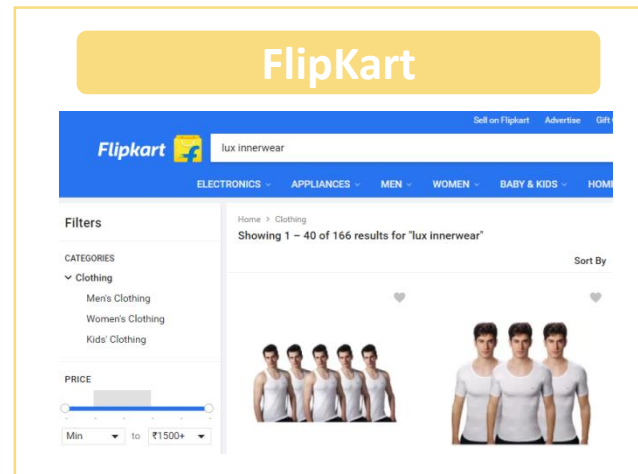 FlipKart
Sell on Flipkart Advertise Gift
Flipkart
lux innerwear
ELECTRONICS APPLIANCES MEN WOMEN BABY & KIDS HOM
Filters
Home > Clothing
Showing 1 – 40 of 166 results for "lux innerwear"
CATEGORIES
Sort By
Clothing
Men's Clothing
Women's Clothing
Kids' Clothing
PRICE
Min to ₹1500+